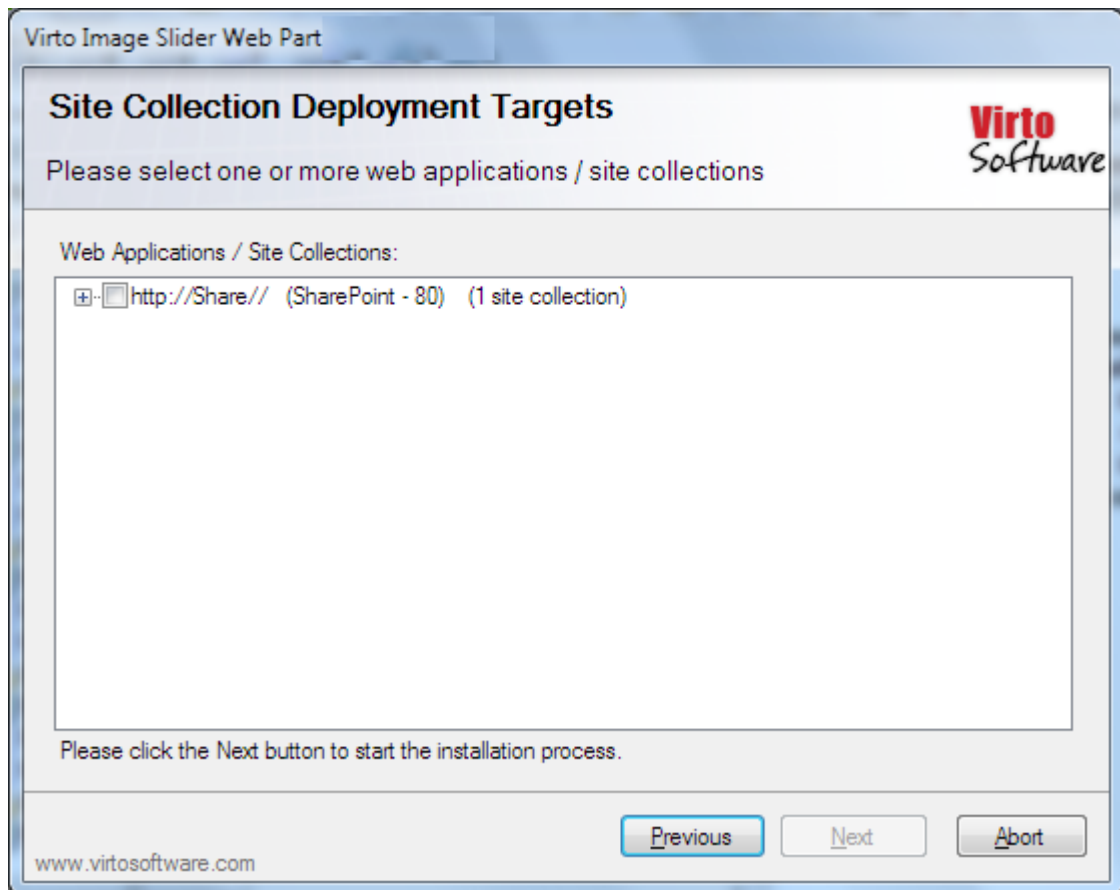 Virto Image Slider Web Part
Site Collection Deployment Targets
Please select one or more web applications / site collections
Virto
Software
Web Applications / Site Collections:
http://Share// (SharePoint - 80) (1 site collection)
Please click the Next button to start the installation process.
Previous Next Abort
www.virtosoftware.com